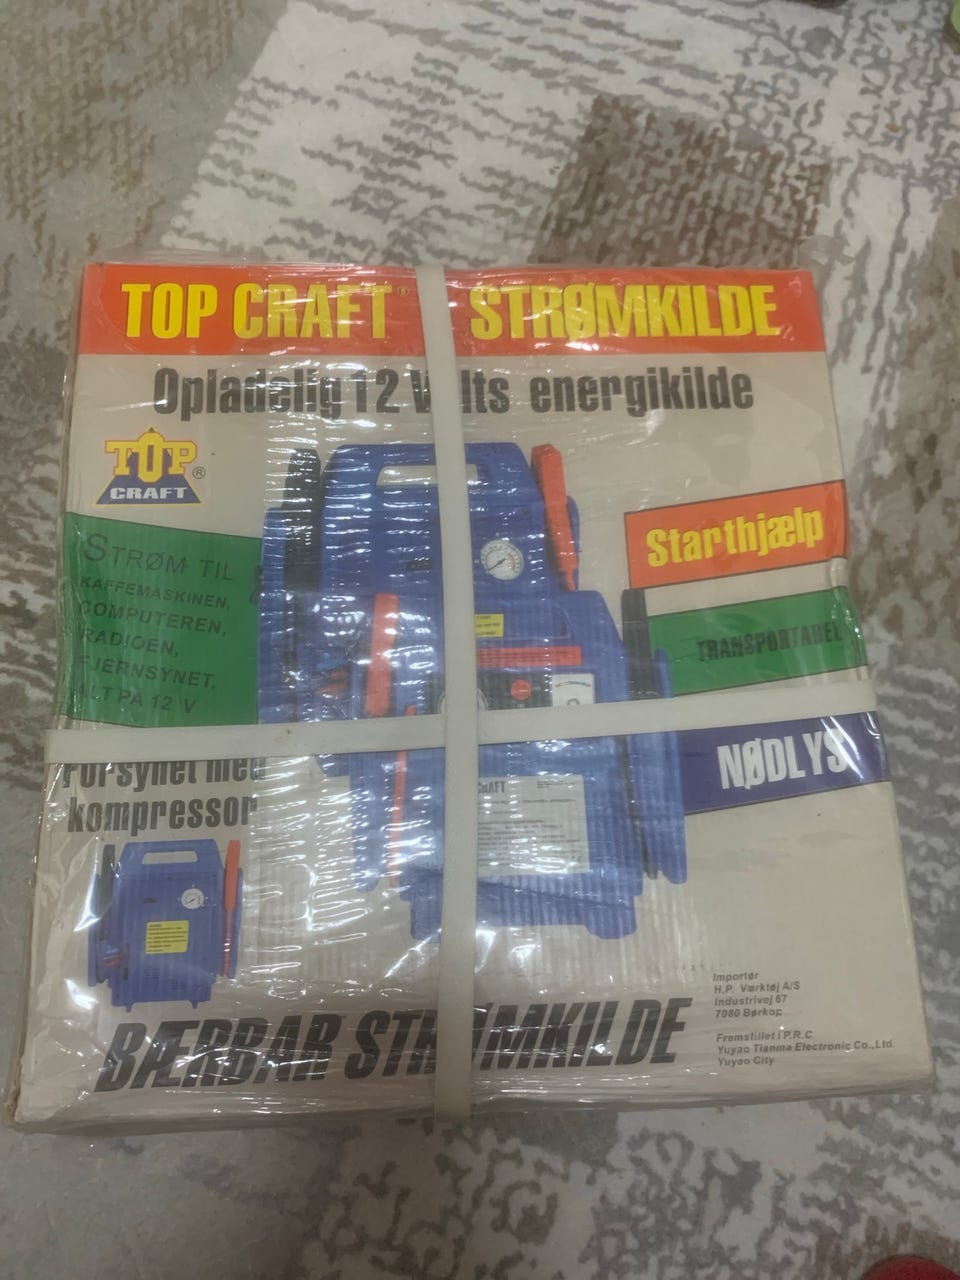 TOP CRAFT® STRØMKILDE
Opladelig 12 Volts energikilde
TOP®
CRAFT
STRØM TIL
KAFFEMASKINEN,
COMPUTEREN,
RADIOEN,
FJERNSYNET,
ALT PÅ 12 V
Starthjælp
TRANSPORTABEL
NØDLYS
Forsynet med
kompressor
CRAFT
BÆRBAR STRØMKILDE
Importør
H.P. Værktøj A/S
Industrivej 67
7080 Børkop
Fremstillet i P.R.C
Yuyao Tianma Electronic Co.,Ltd.
Yuyao City